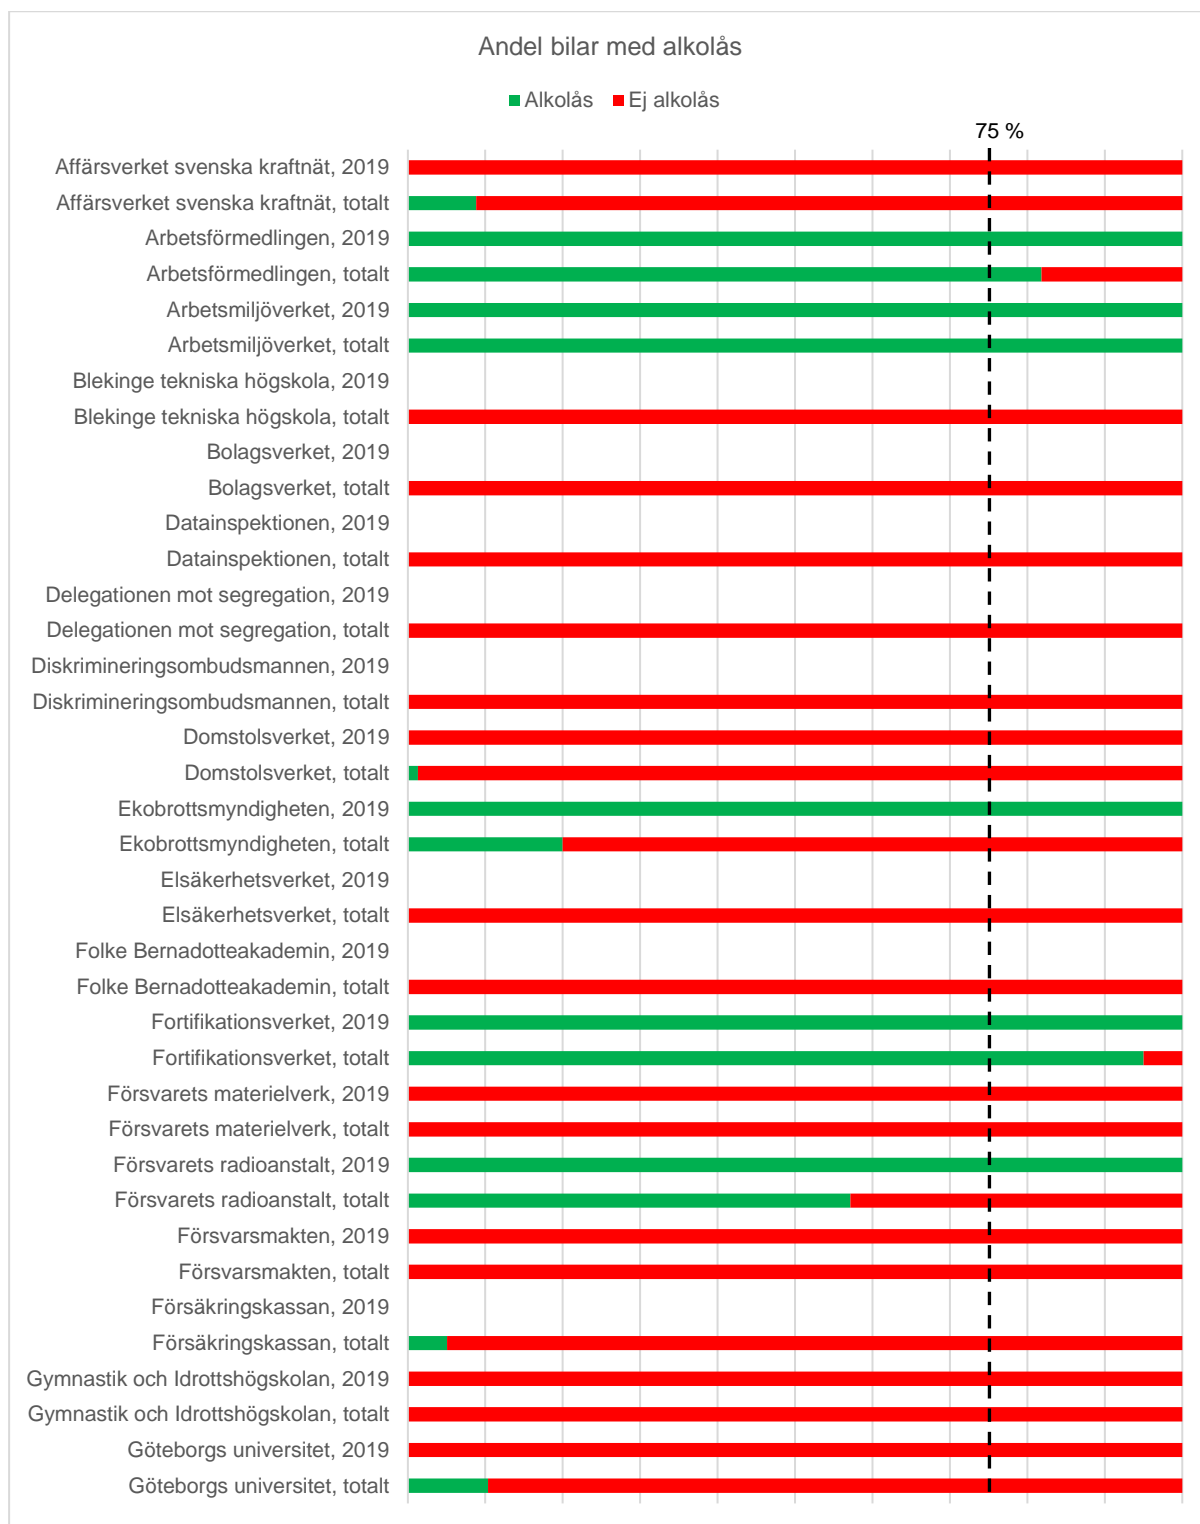 Andel bilar med alkolås
Alkolås Ej alkolås
75 %
Affärsverket svenska kraftnät, 2019
Affärsverket svenska kraftnät, totalt
Arbetsförmedlingen, 2019
Arbetsförmedlingen, totalt
Arbetsmiljöverket, 2019
Arbetsmiljöverket, totalt
Blekinge tekniska högskola, 2019
Blekinge tekniska högskola, totalt
Bolagsverket, 2019
Bolagsverket, totalt
Datainspektionen, 2019
Datainspektionen, totalt
Delegationen mot segregation, 2019
Delegationen mot segregation, totalt
Diskrimineringsombudsmannen, 2019
Diskrimineringsombudsmannen, totalt
Domstolsverket, 2019
Domstolsverket, totalt
Ekobrottsmyndigheten, 2019
Ekobrottsmyndigheten, totalt
Elsäkerhetsverket, 2019
Elsäkerhetsverket, totalt
Folke Bernadotteakademin, 2019
Folke Bernadotteakademin, totalt
Fortifikationsverket, 2019
Fortifikationsverket, totalt
Försvarets materielverk, 2019
Försvarets materielverk, totalt
Försvarets radioanstalt, 2019
Försvarets radioanstalt, totalt
Försvarsmakten, 2019
Försvarsmakten, totalt
Försäkringskassan, 2019
Försäkringskassan, totalt
Gymnastik och Idrottshögskolan, 2019
Gymnastik och Idrottshögskolan, totalt
Göteborgs universitet, 2019
Göteborgs universitet, totalt